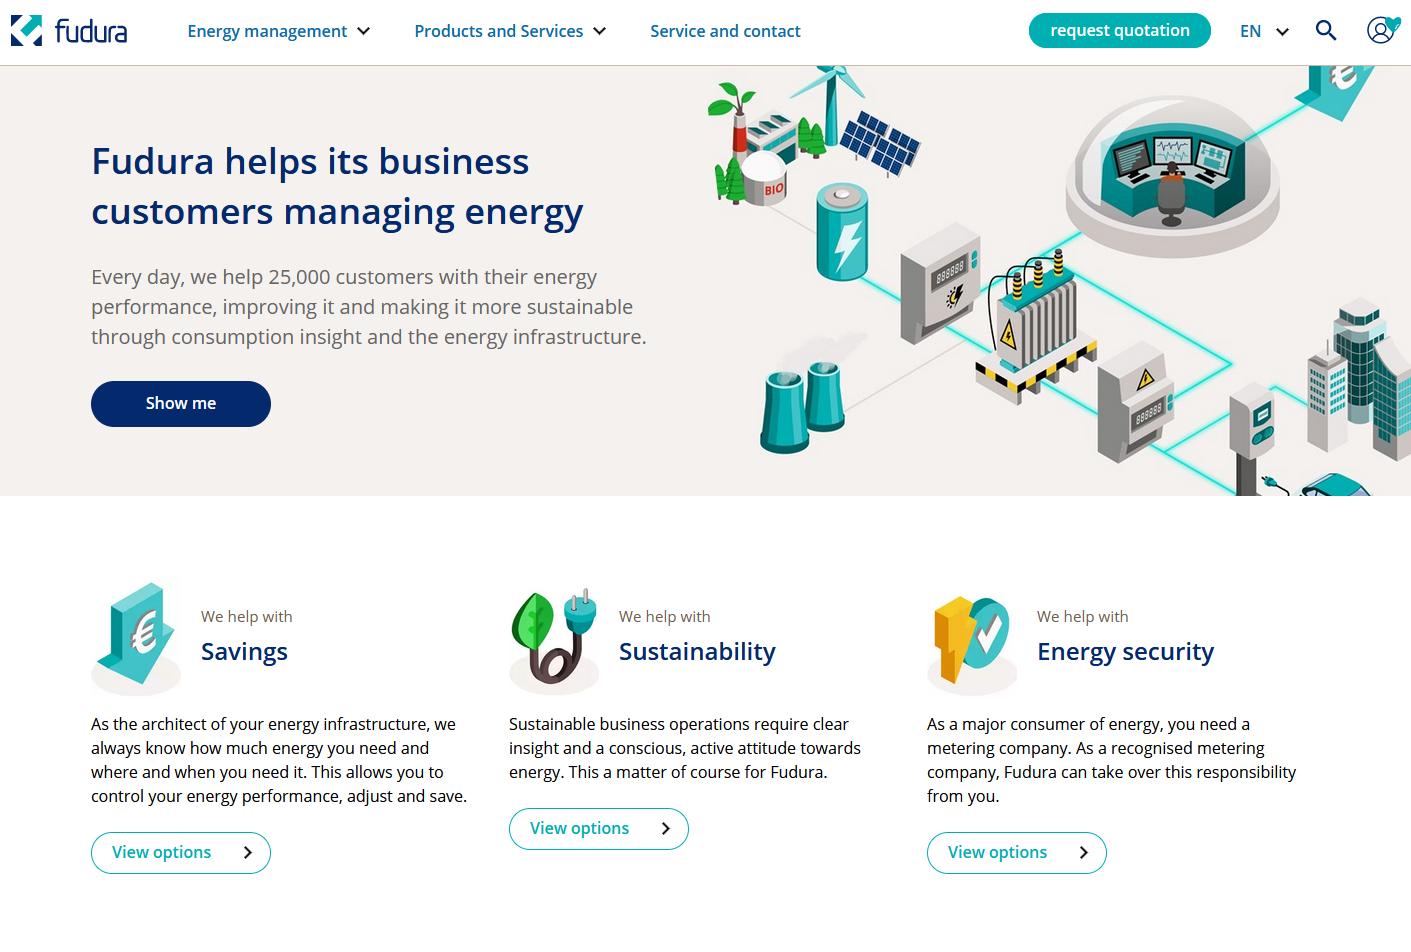 fudura
Energy management
Products and Services
Service and contact
request quotation
EN
Fudura helps its business
customers managing energy
Every day, we help 25,000 customers with their energy
performance, improving it and making it more sustainable
through consumption insight and the energy infrastructure.
Show me
BIO
888888
888888
€
We help with
Savings
As the architect of your energy infrastructure, we
always know how much energy you need and
where and when you need it. This allows you to
control your energy performance, adjust and save.
View options
We help with
Sustainability
Sustainable business operations require clear
insight and a conscious, active attitude towards
energy. This a matter of course for Fudura.
View options
We help with
Energy security
As a major consumer of energy, you need a
metering company. As a recognised metering
company, Fudura can take over this responsibility
from you.
View options